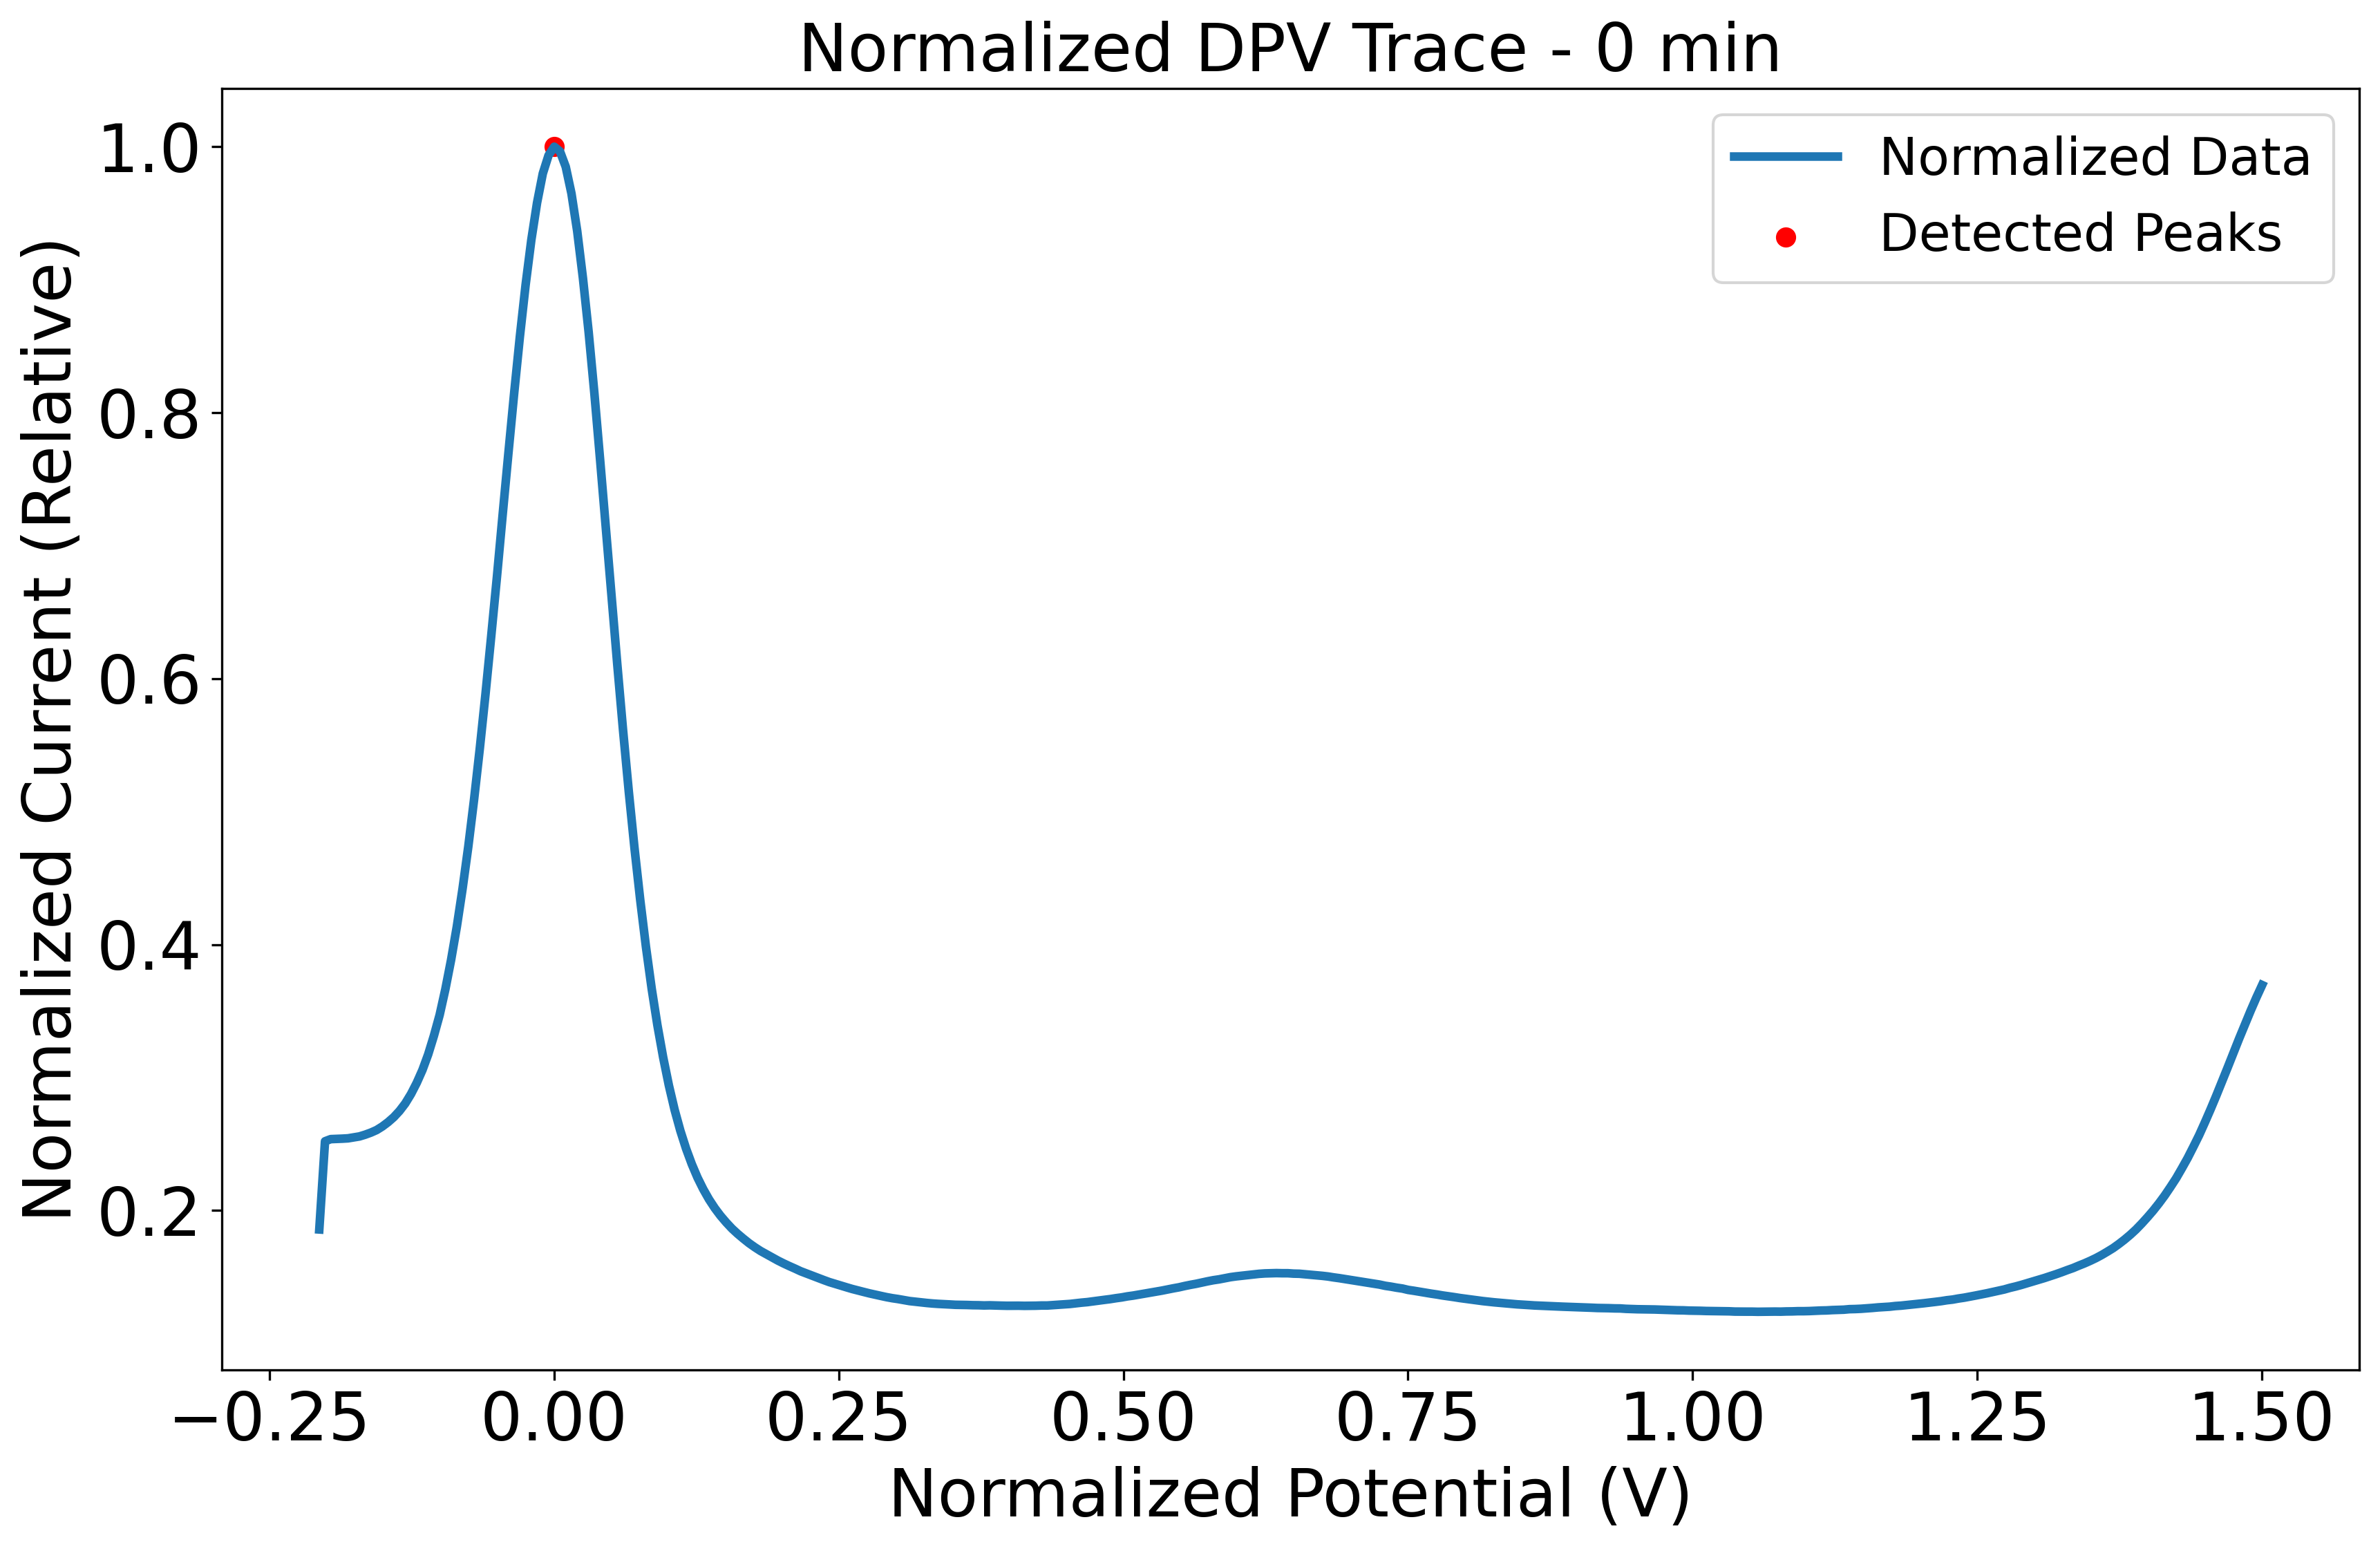 Normalized DPV Trace - 0 min
Normalized Data
Detected Peaks
Normalized Current (Relative)
1.0
0.8
0.6
0.4
0.2
−0.25
0.00
0.25
0.50
0.75
1.00
1.25
1.50
Normalized Potential (V)